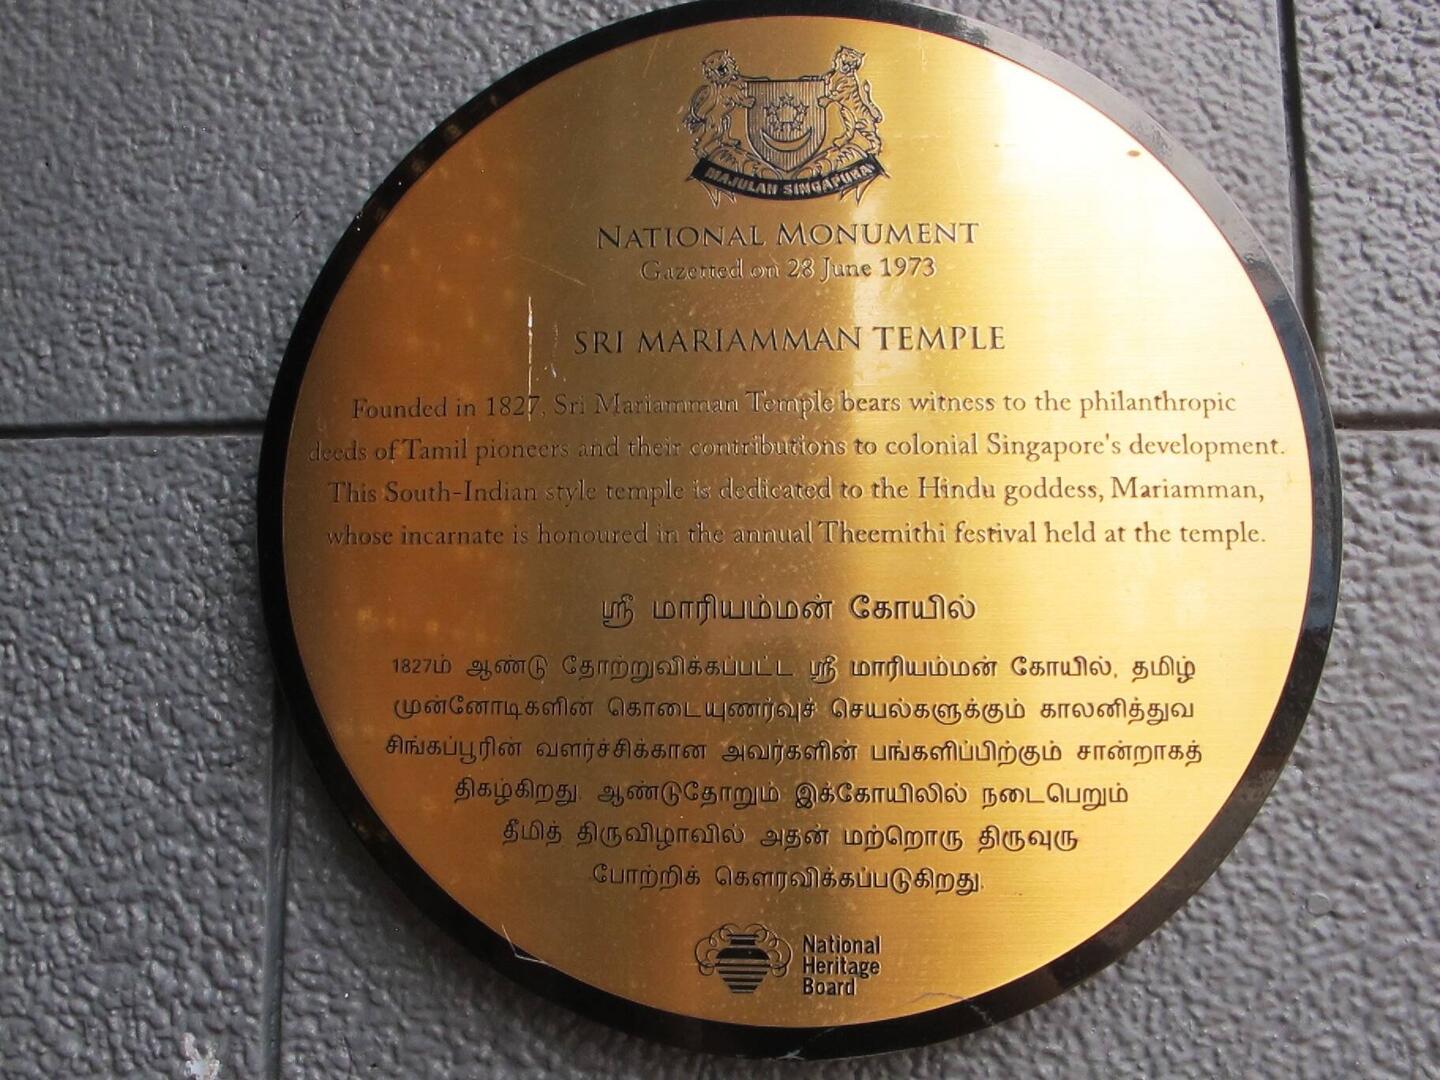 MAJULAH SINGAPURA
NATIONAL MONUMENT
Gazetted on 28 June 1973
SRI MARIAMMAN TEMPLE
Founded in 1827, Sri Mariamman Temple bears witness to the philanthropic
deeds of Tamil pioneers and their contributions to colonial Singapore's development.
This South-Indian style temple is dedicated to the Hindu goddess, Mariamman,
whose incarnate is honoured in the annual Theemithi festival held at the temple.
ஸ்ரீ மாரியம்மன் கோயில்
1827ம் ஆண்டு தோற்றுவிக்கப்பட்ட ஸ்ரீ மாரியம்மன் கோயில், தமிழ்
முன்னோடிகளின் கொடையுணர்வுச் செயல்களுக்கும் காலனித்துவ
சிங்கப்பூரின் வளர்ச்சிக்கான அவர்களின் பங்களிப்பிற்கும் சான்றாகத்
திகழ்கிறது. ஆண்டுதோறும் இக்கோயிலில் நடைபெறும்
தீமித் திருவிழாவில் அதன் மற்றொரு திருவுரு
போற்றிக் கௌரவிக்கப்படுகிறது.
National
Heritage
Board